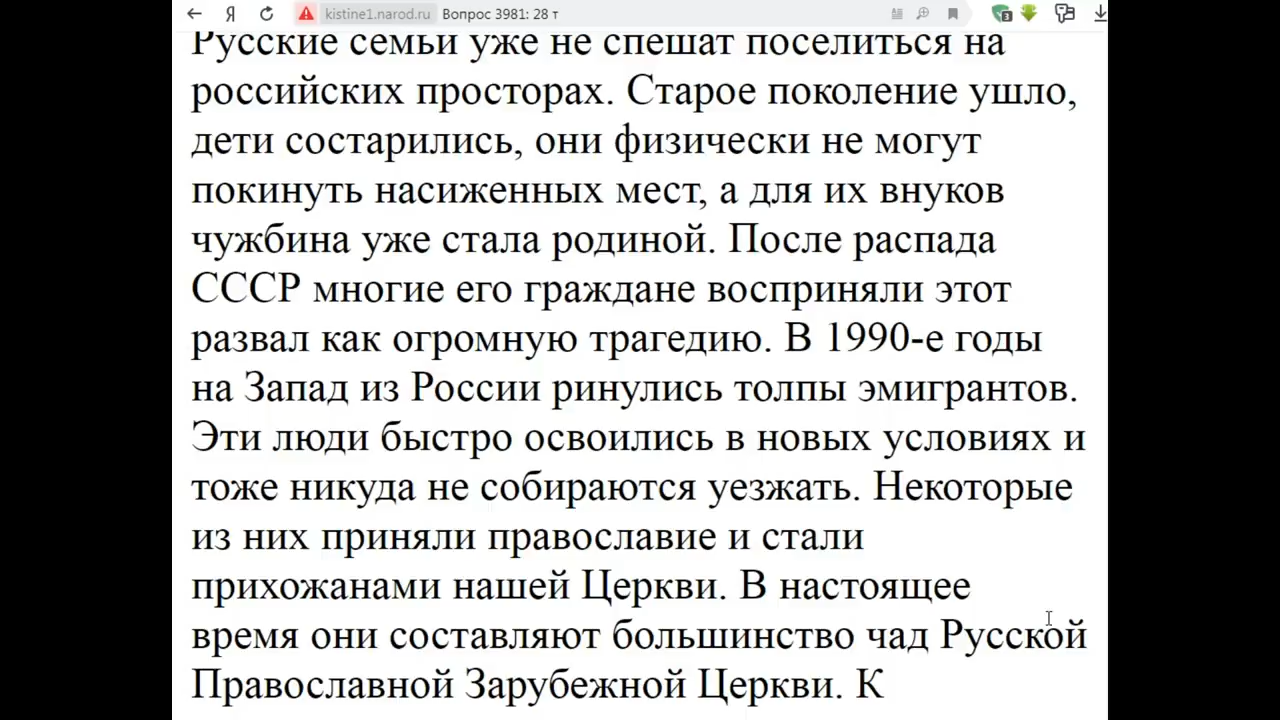 Я kistine1.narod.ru Вопрос 3981: 28 т 3
Русские семьи уже не спешат поселиться на
российских просторах. Старое поколение ушло,
дети состарились, они физически не могут
покинуть насиженных мест, а для их внуков
чужбина уже стала родиной. После распада
СССР многие его граждане восприняли этот
развал как огромную трагедию. В 1990-е годы
на Запад из России ринулись толпы эмигрантов.
Эти люди быстро освоились в новых условиях и
тоже никуда не собираются уезжать. Некоторые
из них приняли православие и стали
прихожанами нашей Церкви. В настоящее
время они составляют большинство чад Русской
Православной Зарубежной Церкви. К